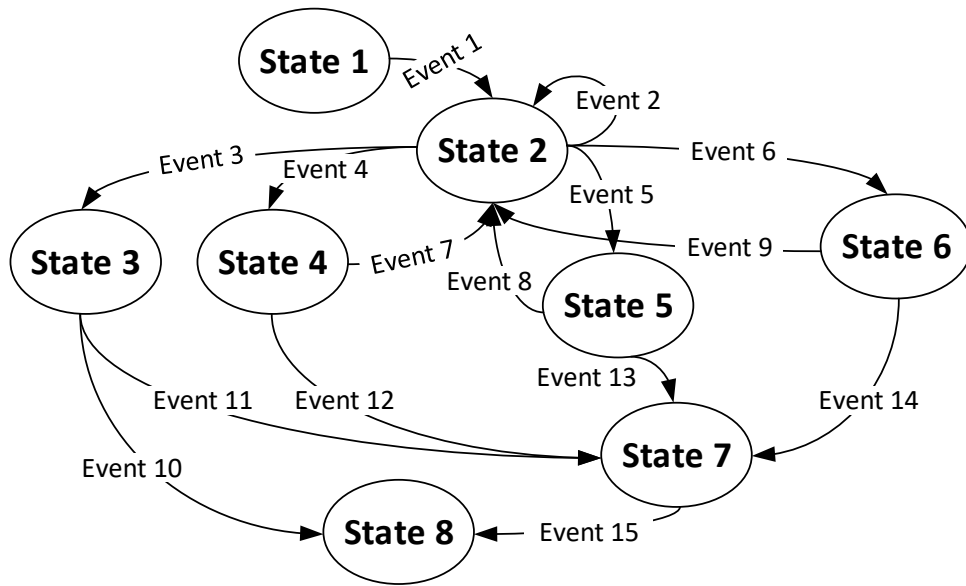 State 1
Event 1
Event 2
State 2
Event 3
Event 4
Event 6
Event 5
State 3
State 4
Event 7
Event 8
Event 9
State 6
State 5
Event 13
Event 11
Event 12
Event 14
State 7
Event 10
State 8
Event 15